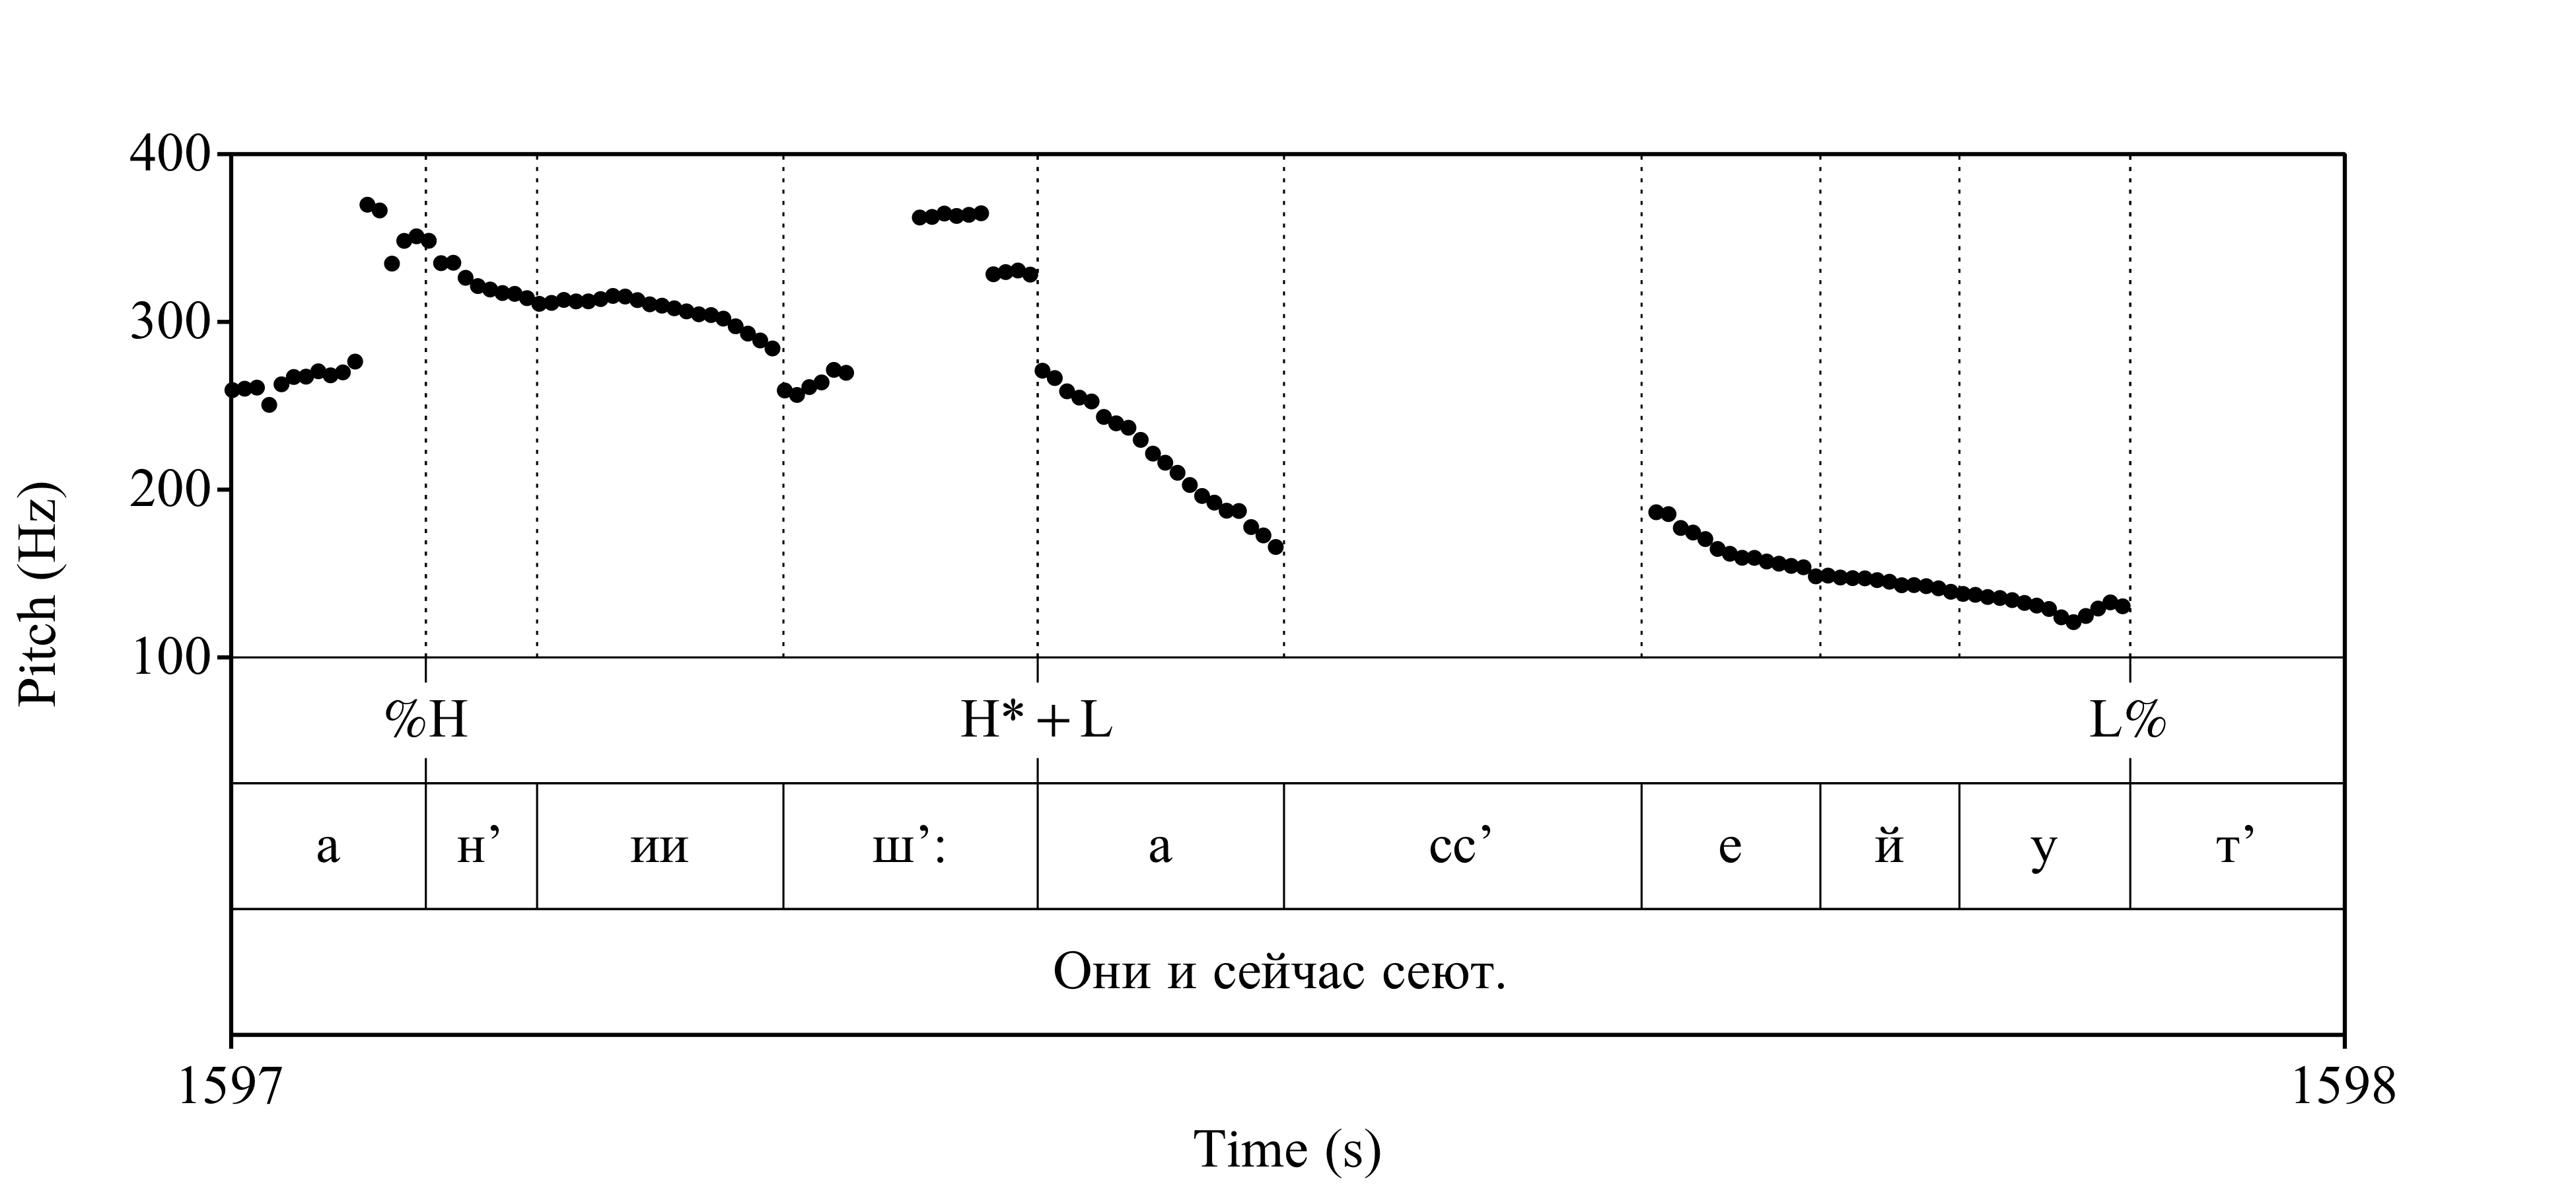 400
300
200
100
Pitch (Hz)
%H H*+L L%
а н’ ии ш’: а сс’ е й у т’
Они и сейчас сеют.
1597 1598
Time (s)